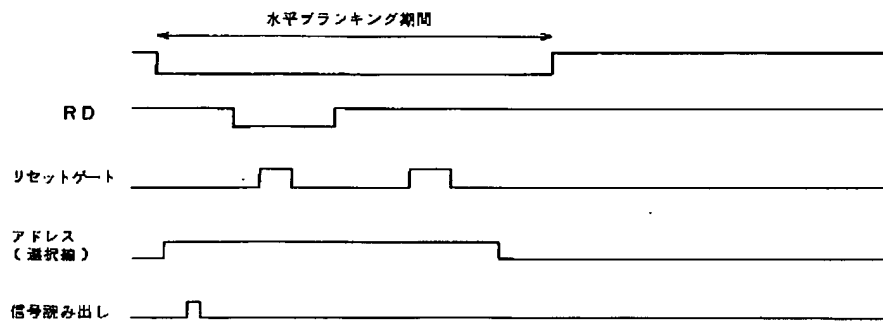 水平ブランキング期間
RD
リセットゲート
アドレス
(選択線)
信号読み出し